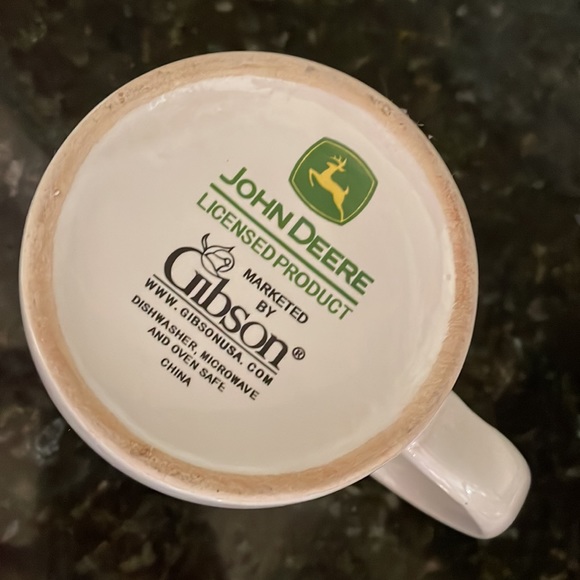 JOHN DEERE
LICENSED PRODUCT
MARKETED
BY
Gibson®
WWW.GIBSONUSA.COM
DISHWASHER, MICROWAVE
AND OVEN SAFE
CHINA